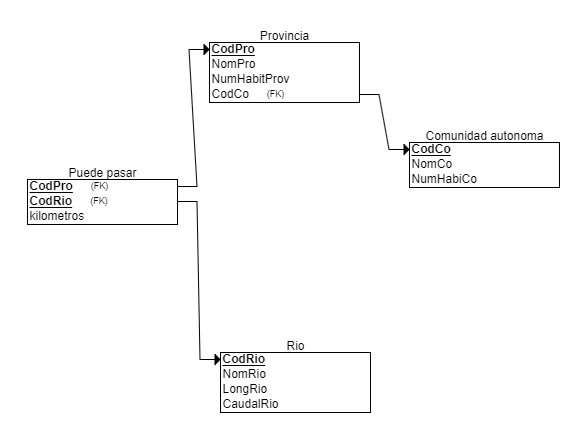 Provincia
CodPro
NomPro
NumHabitProv
CodCo (FK)
Comunidad autonoma
CodCo
NomCo
NumHabiCo
Puede pasar
CodPro (FK)
CodRio (FK)
kilometros
Rio
CodRio
NomRio
LongRio
CaudalRio